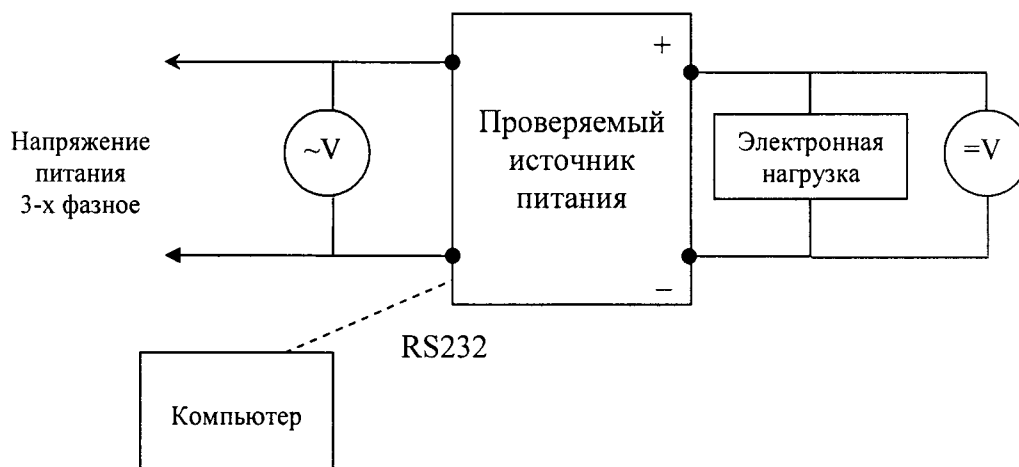 Напряжение
питания
3-х фазное
~V
+
Проверяемый
источник
питания
–
Электронная
нагрузка
=V
RS232
Компьютер